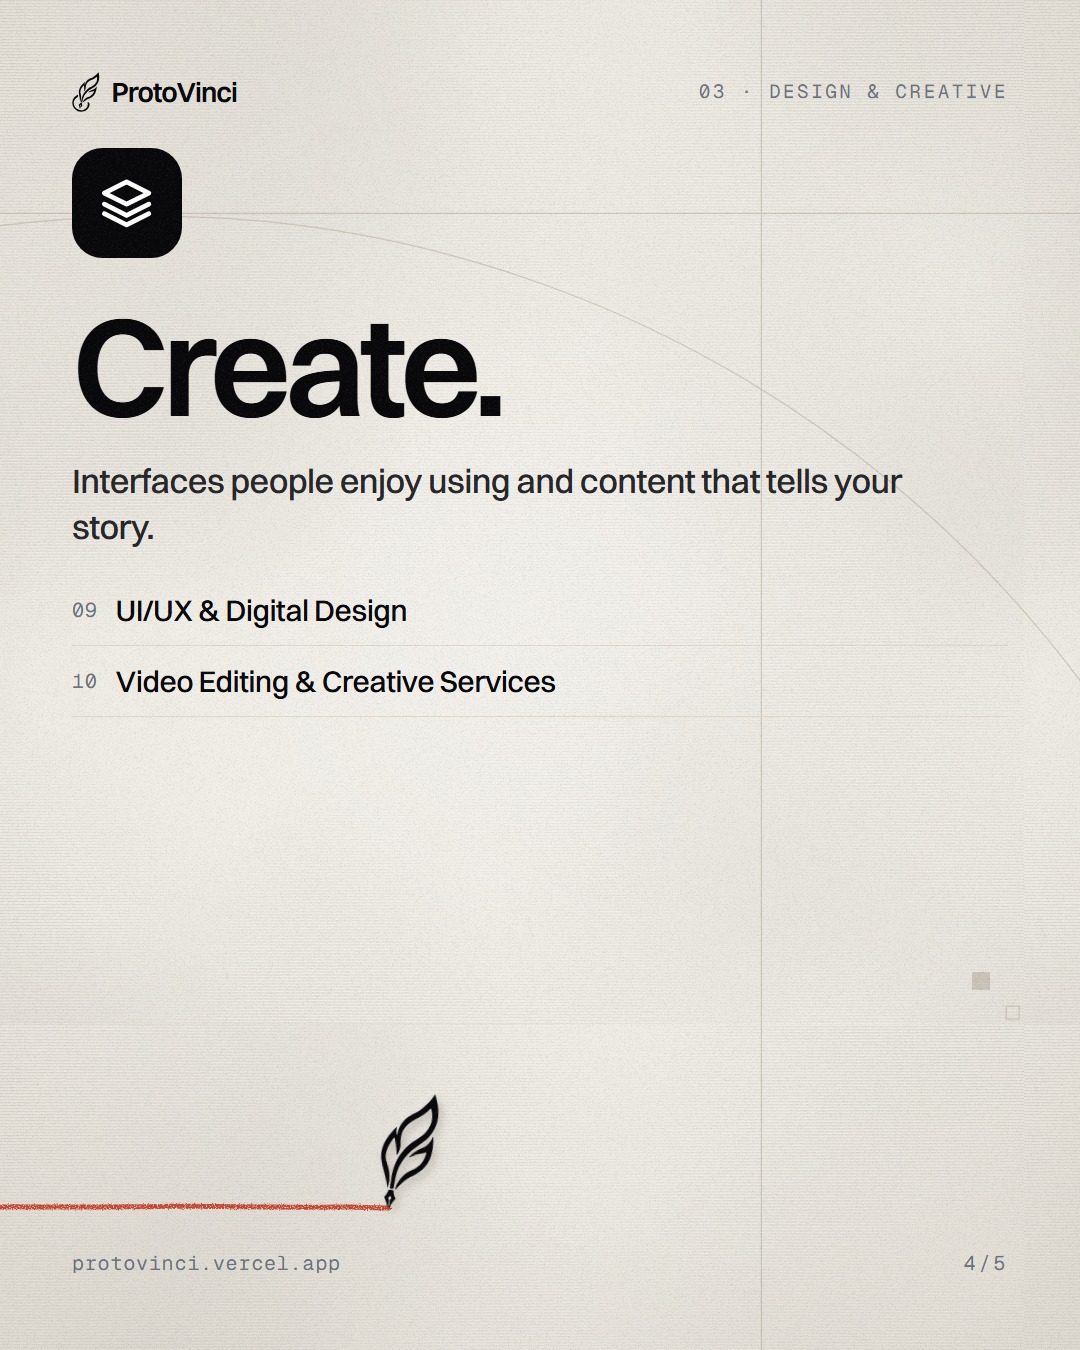 ProtoVinci
03 · DESIGN & CREATIVE
Create.
Interfaces people enjoy using and content that tells your
story.
09 UI/UX & Digital Design
10 Video Editing & Creative Services
protovinci.vercel.app
4/5